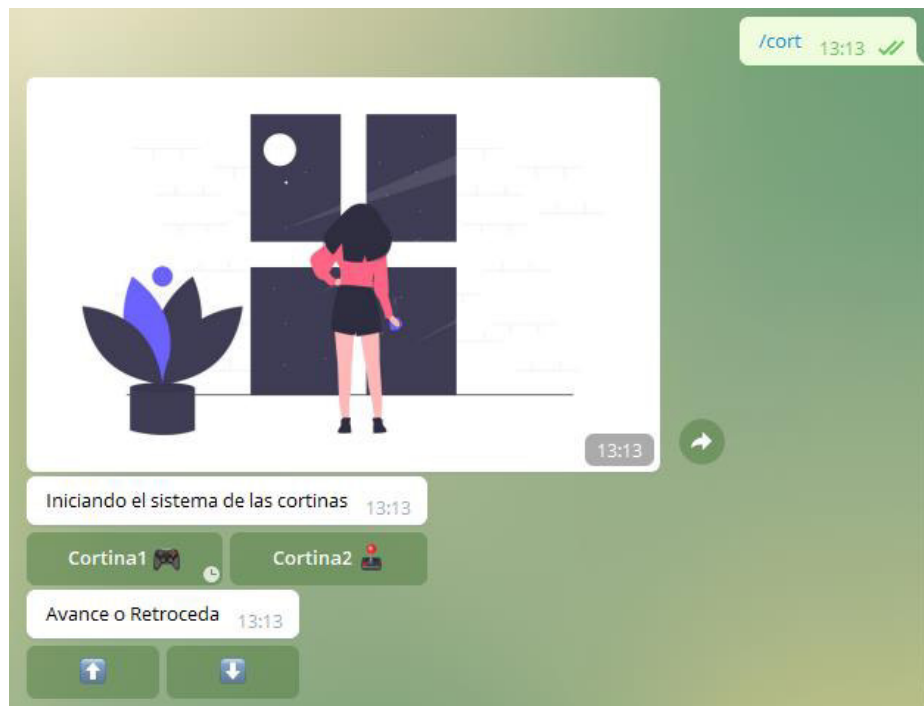 /cort 13:13
13:13
Iniciando el sistema de las cortinas 13:13
Cortina1 🎮 Cortina2 🕹️
Avance o Retroceda 13:13
⬆️ ⬇️